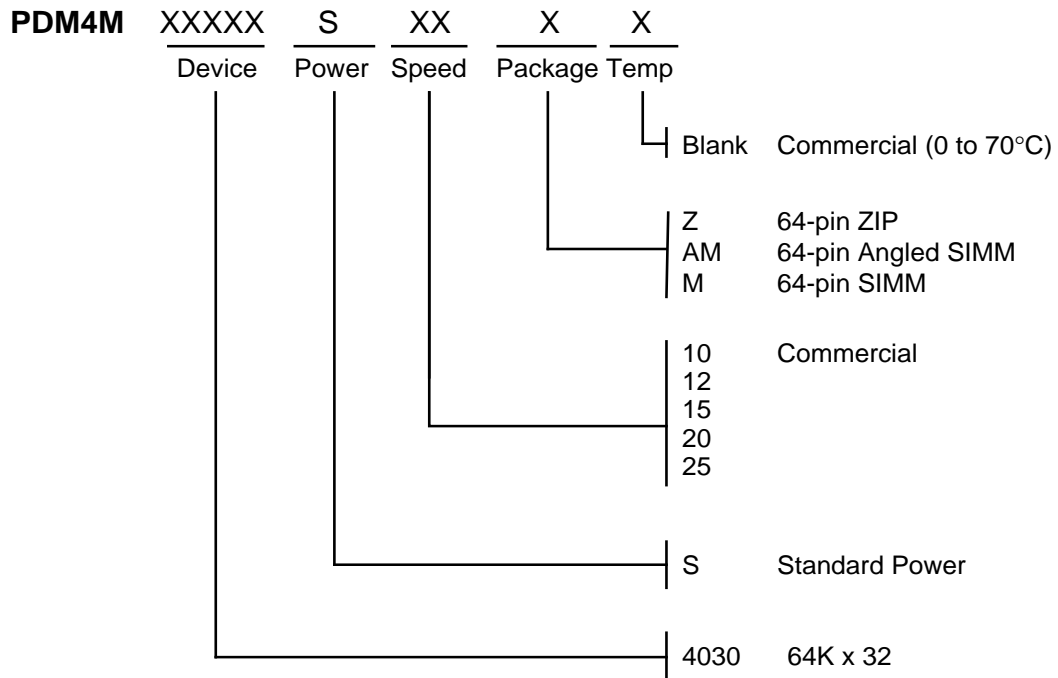 PDM4M XXXXX S XX X X
Device Power Speed Package Temp
Blank Commercial (0 to 70°C)
Z 64-pin ZIP
AM 64-pin Angled SIMM
M 64-pin SIMM
10 Commercial
12
15
20
25
S Standard Power
4030 64K x 32